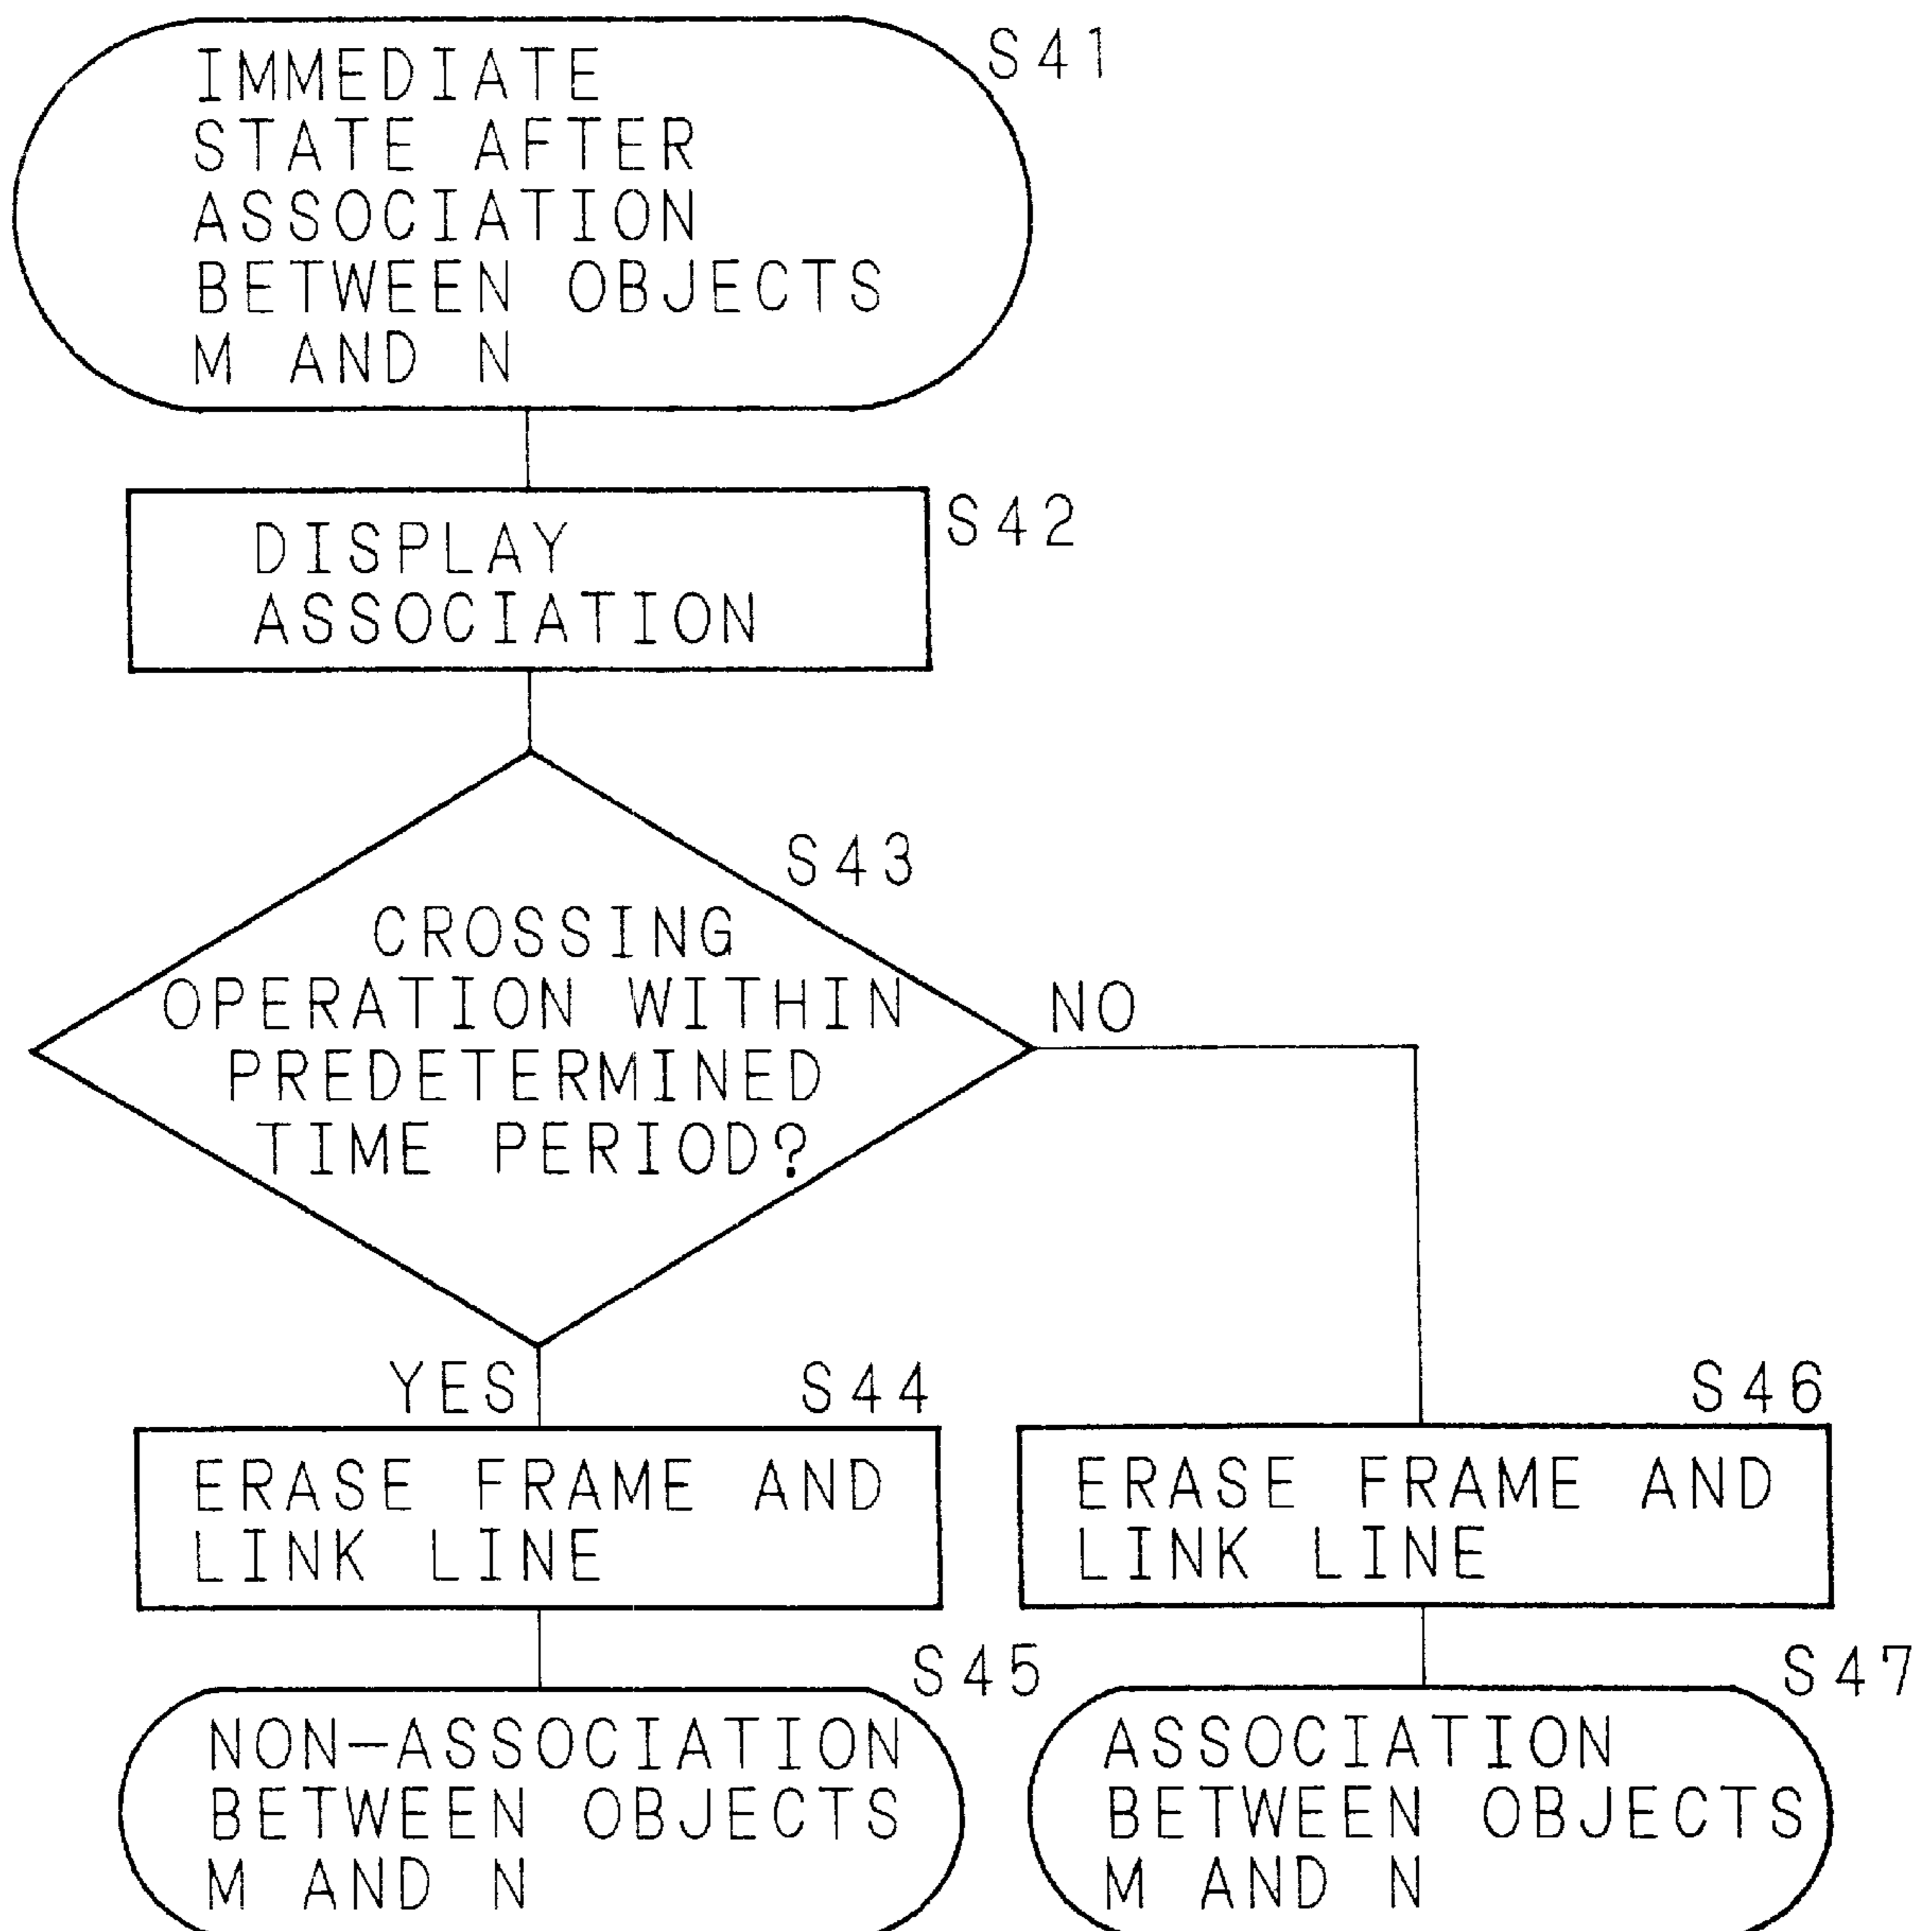 S41
IMMEDIATE
STATE AFTER
ASSOCIATION
BETWEEN OBJECTS
M AND N
S42
DISPLAY
ASSOCIATION
S43
CROSSING
OPERATION WITHIN
PREDETERMINED
TIME PERIOD?
NO
YES
S44
ERASE FRAME AND
LINK LINE
S46
ERASE FRAME AND
LINK LINE
S45
NON-ASSOCIATION
BETWEEN OBJECTS
M AND N
S47
ASSOCIATION
BETWEEN OBJECTS
M AND N